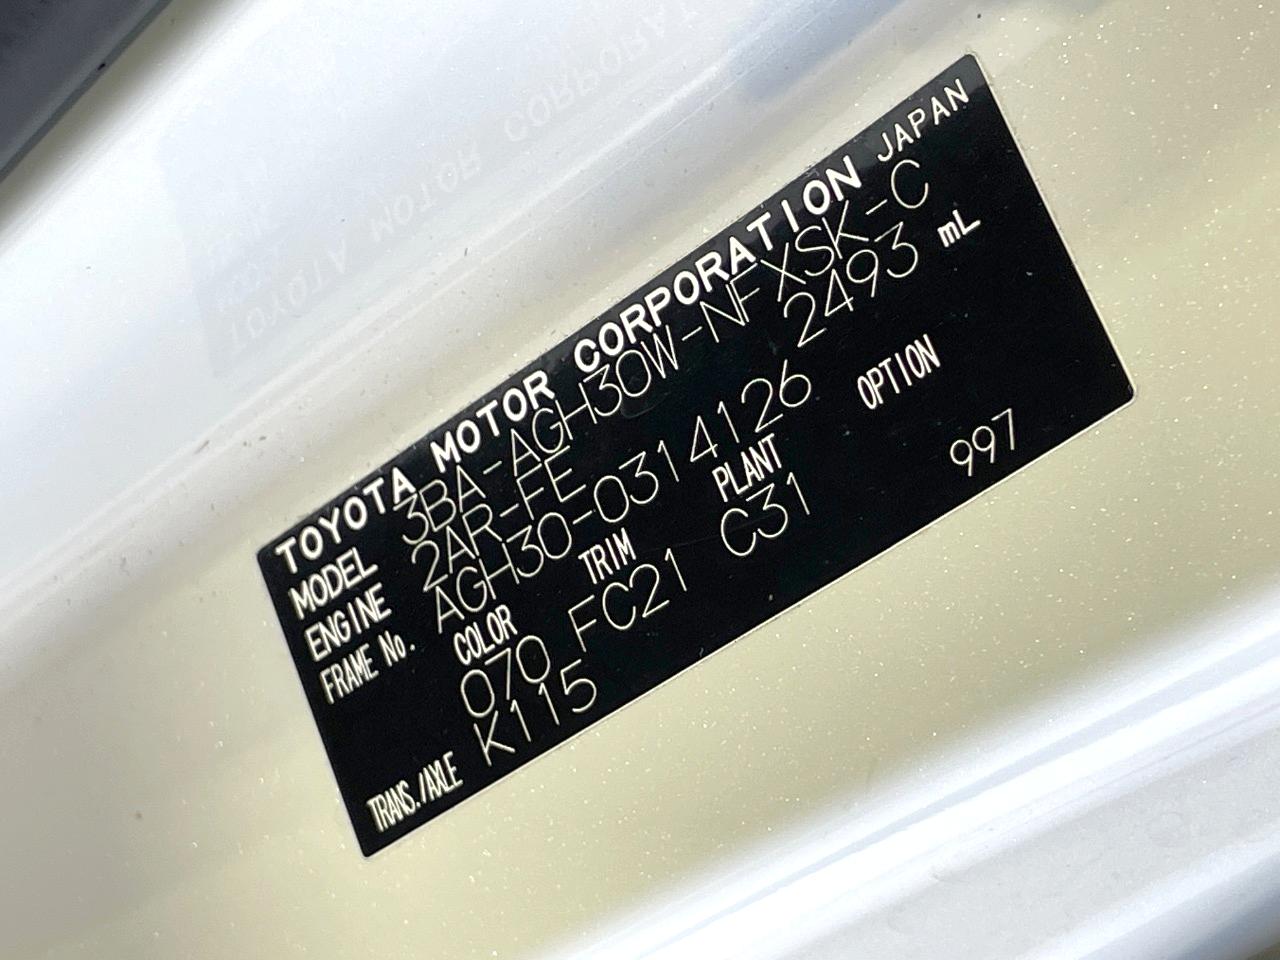 TOYOTA MOTOR CORPORATION JAPAN
MODEL 3BA-AGH30W-NFXSK-C
ENGINE 2AR-FE 2493 mL
FRAME No. AGH30-0314126
COLOR TRIM PLANT OPTION
070 FC21 C31 997
TRANS./AXLE K115